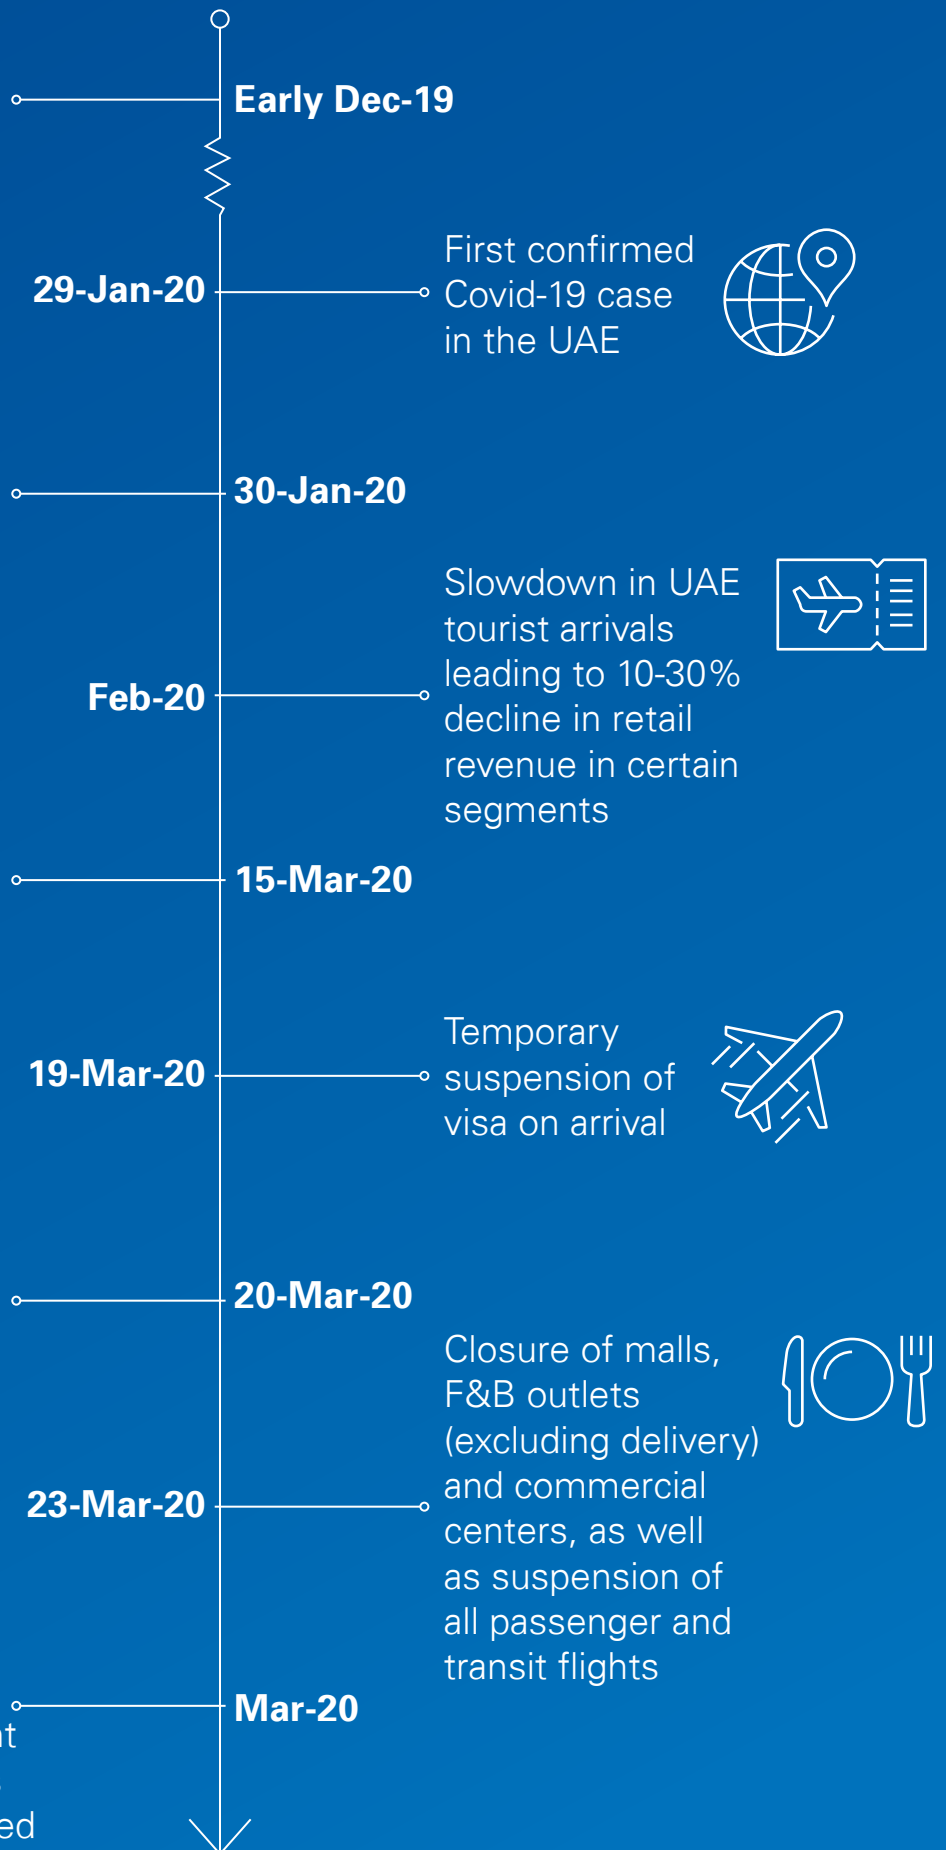 Early Dec-19
29-Jan-20
First confirmed
Covid-19 case
in the UAE
30-Jan-20
Feb-20
Slowdown in UAE
tourist arrivals
leading to 10-30%
decline in retail
revenue in certain
segments
15-Mar-20
19-Mar-20
Temporary
suspension of
visa on arrival
20-Mar-20
23-Mar-20
Closure of malls,
F&B outlets
(excluding delivery)
and commercial
centers, as well
as suspension of
all passenger and
transit flights
Mar-20